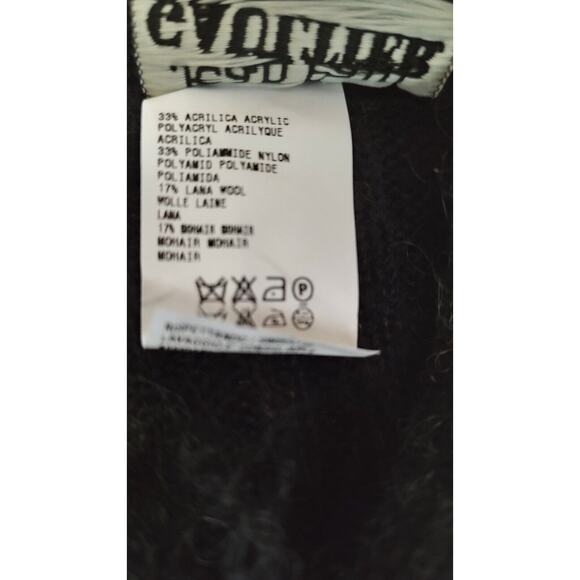 33% ACRILICA ACRYLIC
POLYACRYL ACRILYQUE
ACRILICA
33% POLIAMMIDE NYLON
POLYAMID POLYAMIDE
POLIAMIDA
17% LANA WOOL
WOLLE LAINE
LANA
17% MOHAIR MOHAIR
MOHAIR MOHAIR
MOHAIR
P